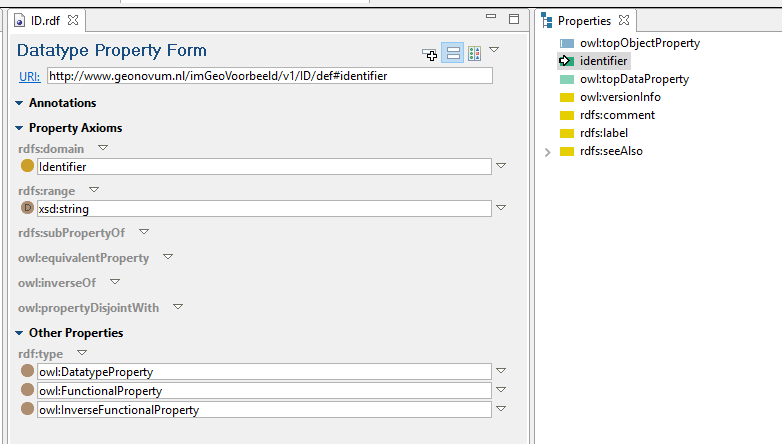 ID.rdf
Datatype Property Form
URI: http://www.geonovum.nl/imGeoVoorbeeld/v1/ID/def#identifier
Annotations
Property Axioms
rdfs:domain
Identifier
rdfs:range
D xsd:string
rdfs:subPropertyOf
owl:equivalentProperty
owl:inverseOf
owl:propertyDisjointWith
Other Properties
rdf:type
owl:DatatypeProperty
owl:FunctionalProperty
owl:InverseFunctionalProperty
Properties
owl:topObjectProperty
identifier
owl:topDataProperty
owl:versionInfo
rdfs:comment
rdfs:label
rdfs:seeAlso